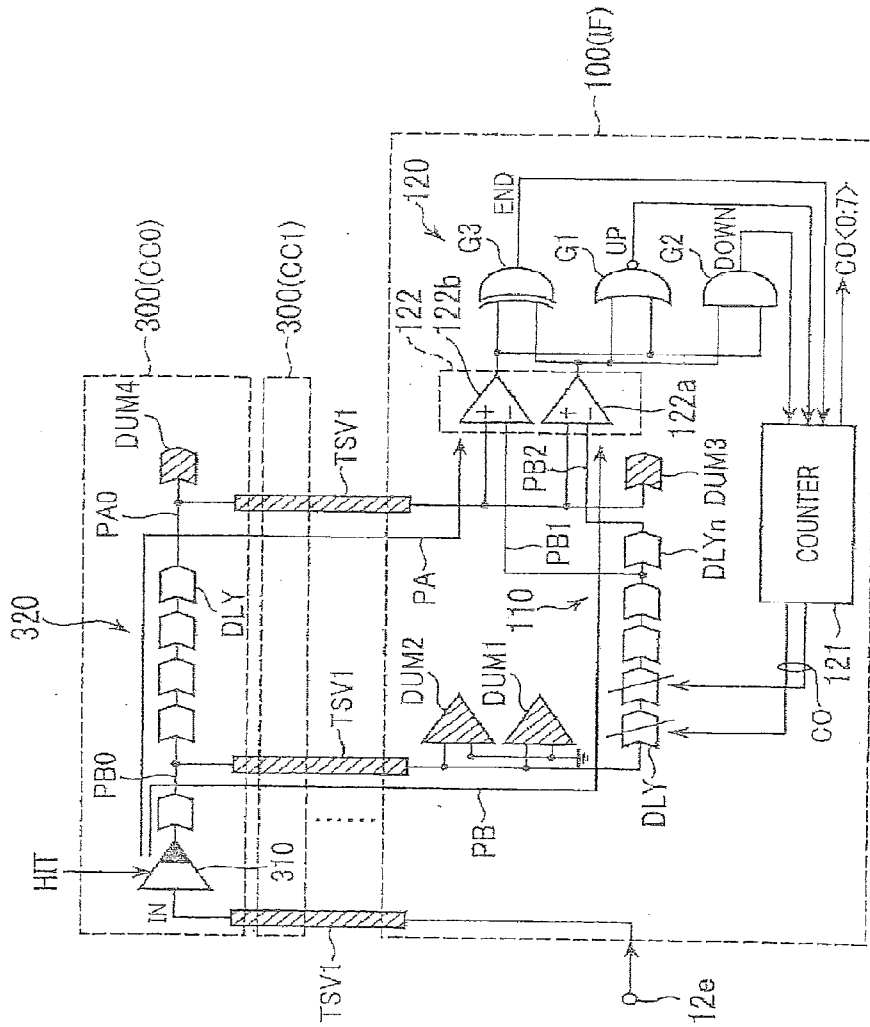 300(CC0)
300(CC1)
100(IF)
320
DUM4
PA0
TSV1
DLY
PB0
HIT
310
IN
TSV1
TSV1
PA
PB
120
122
122b
122a
G3
G1
G2
END
UP
DOWN
CO<0:7>
+
−
+
−
PB2
PB1
110
DUM2
DUM1
DLYn
DUM3
COUNTER
121
CO
DLY
12e